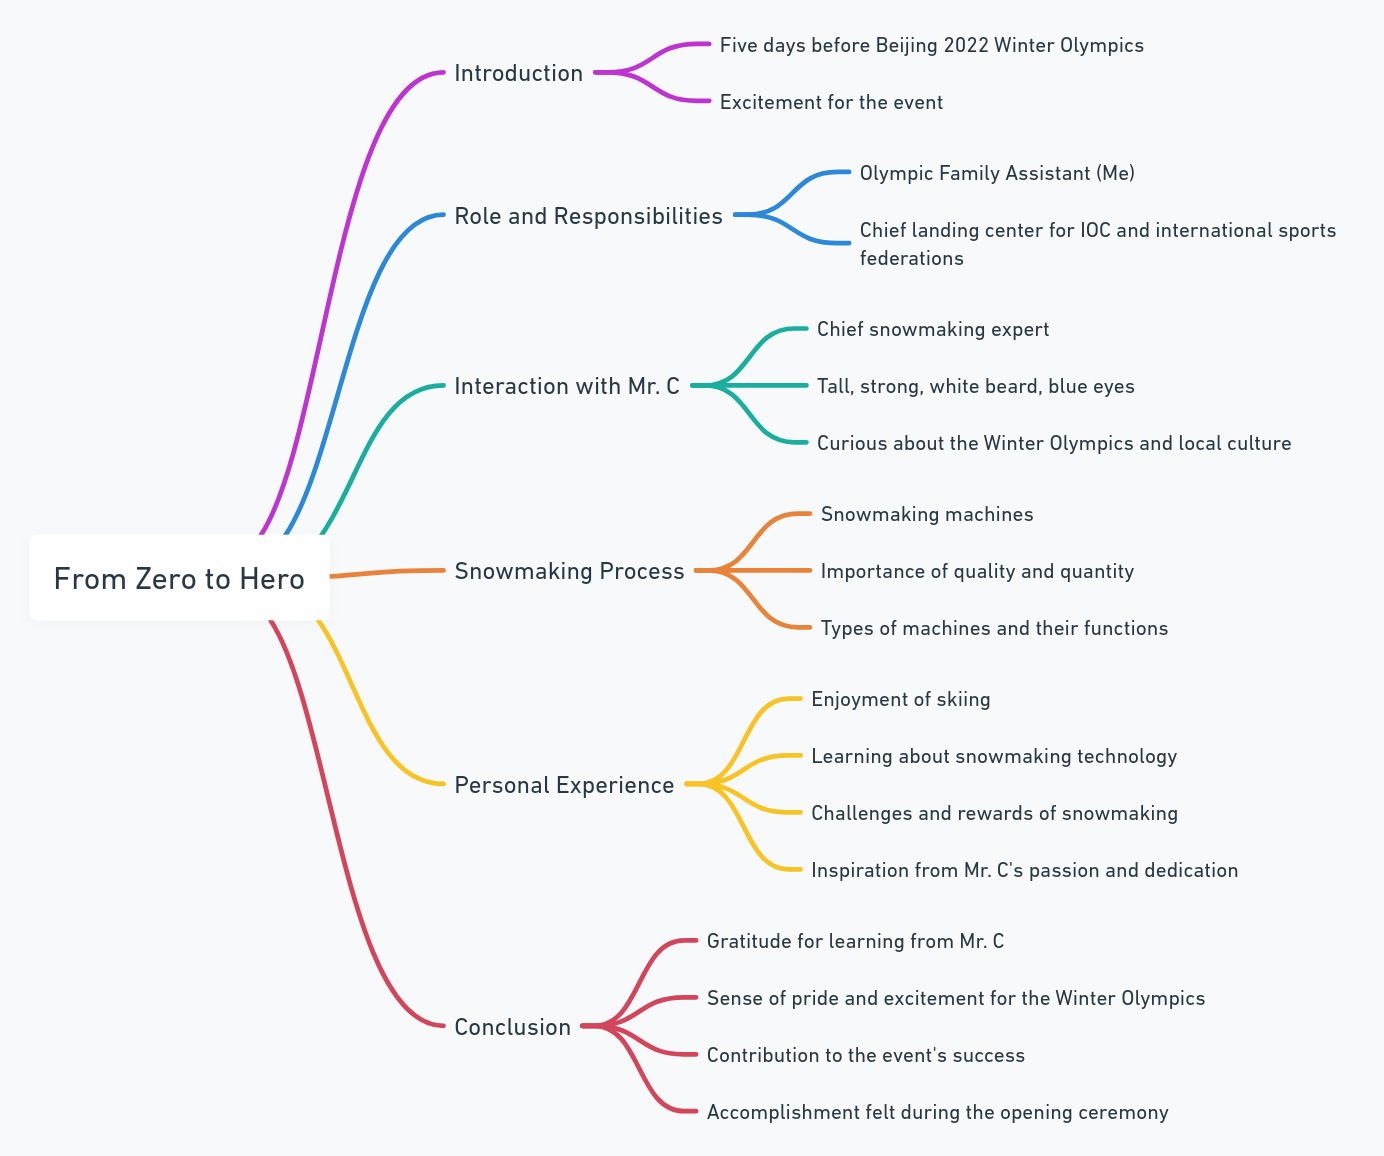 From Zero to Hero
Introduction
Five days before Beijing 2022 Winter Olympics
Excitement for the event
Role and Responsibilities
Olympic Family Assistant (Me)
Chief landing center for IOC and international sports
federations
Interaction with Mr. C
Chief snowmaking expert
Tall, strong, white beard, blue eyes
Curious about the Winter Olympics and local culture
Snowmaking Process
Snowmaking machines
Importance of quality and quantity
Types of machines and their functions
Personal Experience
Enjoyment of skiing
Learning about snowmaking technology
Challenges and rewards of snowmaking
Inspiration from Mr. C's passion and dedication
Conclusion
Gratitude for learning from Mr. C
Sense of pride and excitement for the Winter Olympics
Contribution to the event's success
Accomplishment felt during the opening ceremony